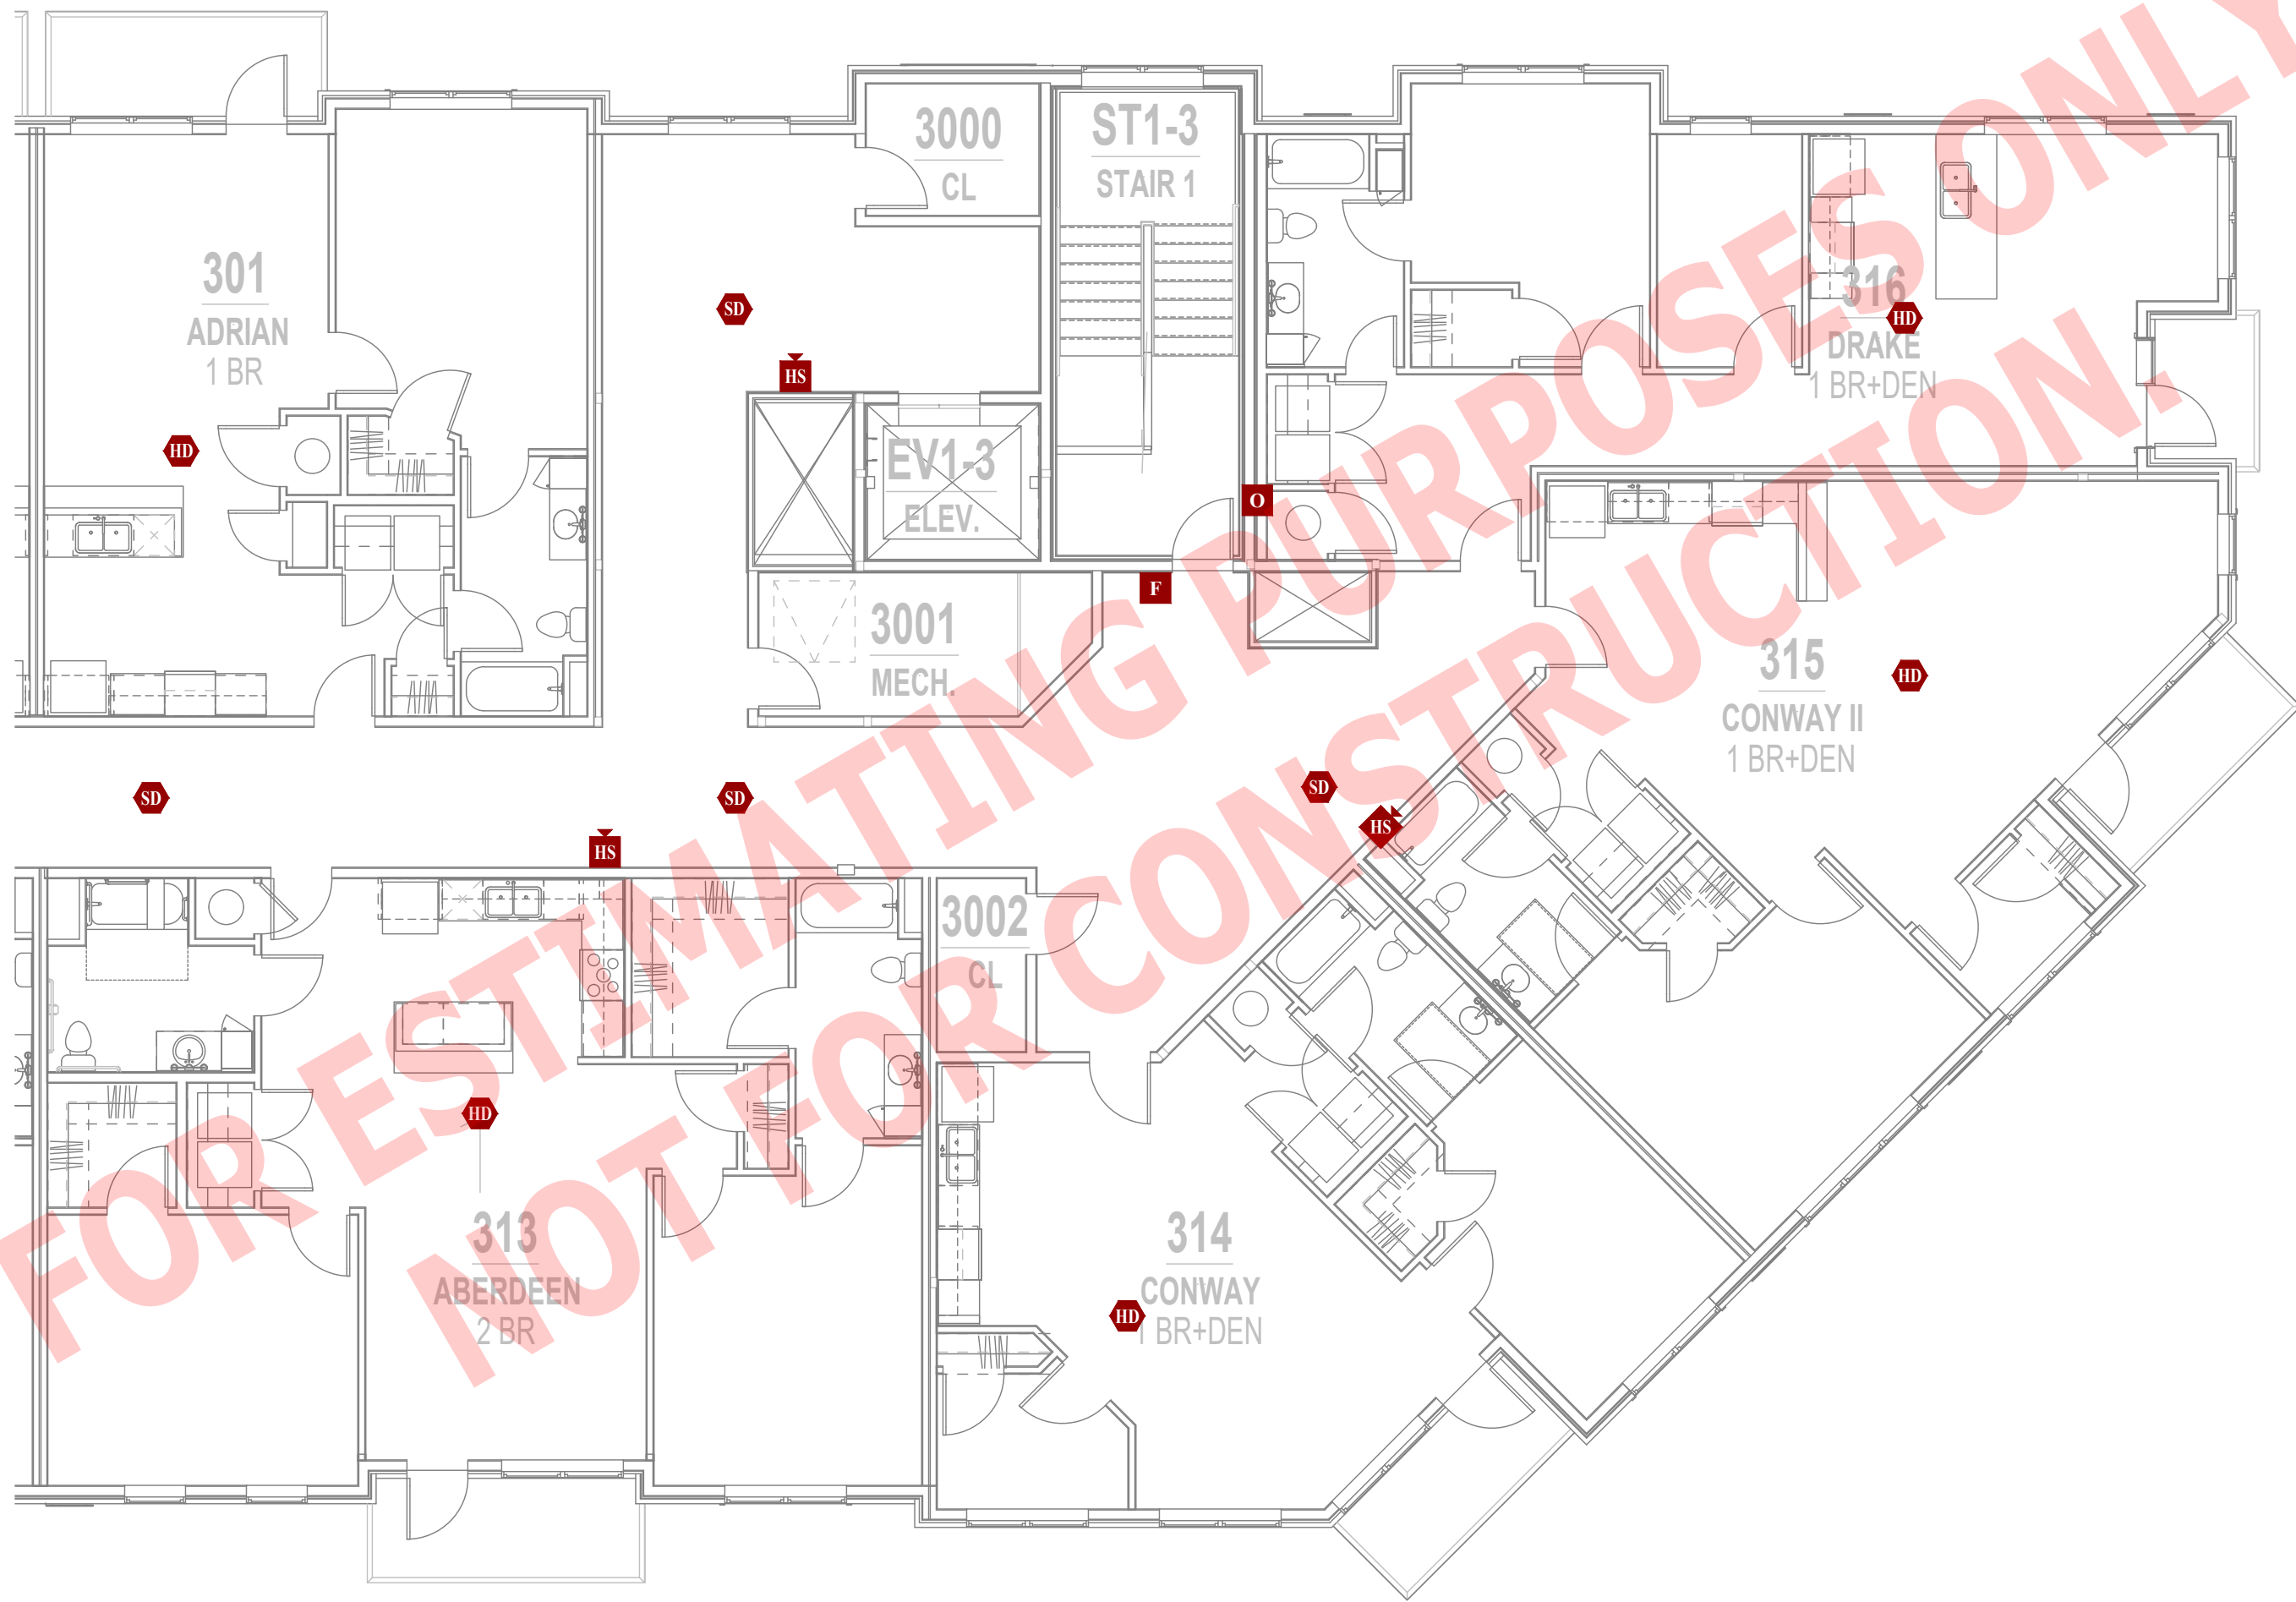 3000
CL
ST1-3
STAIR 1
301
ADRIAN
1 BR
316
DRAKE
1 BR+DEN
SD
HD
HS
HD
EV1-3
ELEV.
O
F
3001
MECH.
315
CONWAY II
1 BR+DEN
HD
SD
SD
SD
HS
HS
3002
CL
HD
313
ABERDEEN
2 BR
314
CONWAY
1 BR+DEN
HD
FOR ESTIMATING PURPOSES ONLY
NOT FOR CONSTRUCTION.